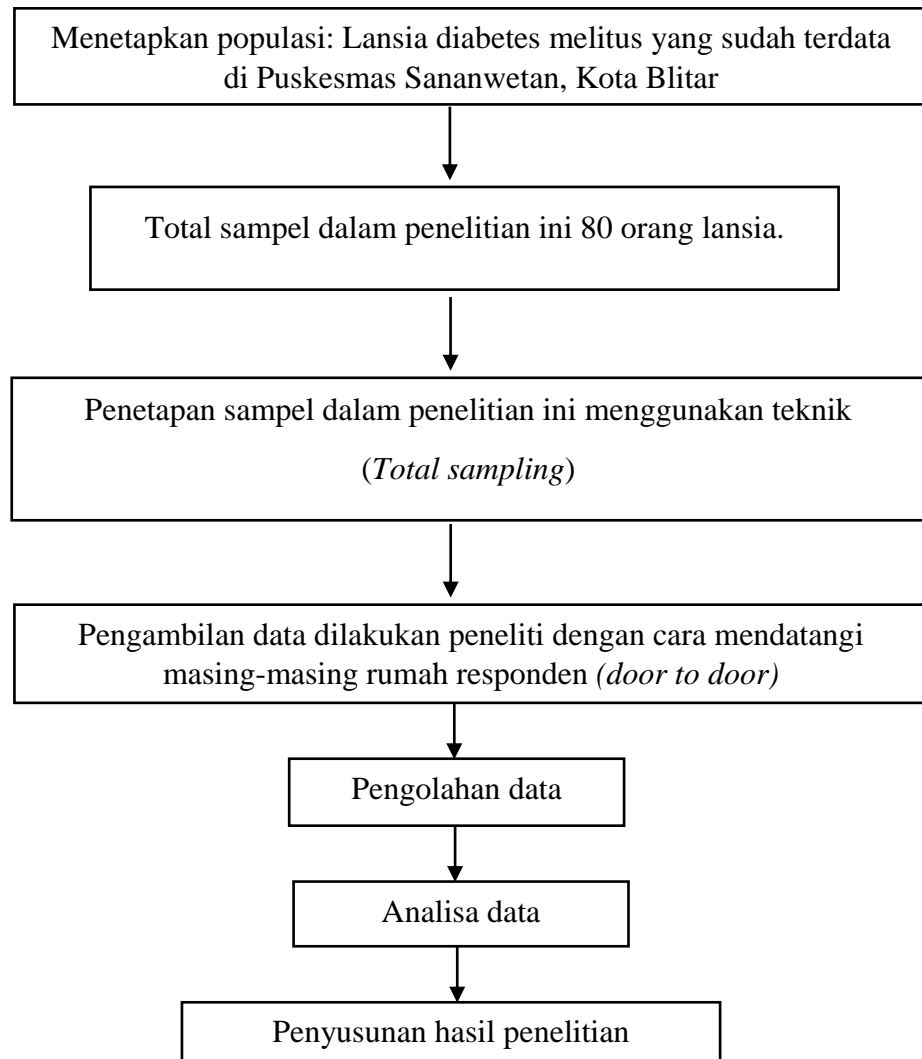 Menetapkan populasi: Lansia diabetes melitus yang sudah terdata
di Puskesmas Sananwetan, Kota Blitar
Total sampel dalam penelitian ini 80 orang lansia.
Penetapan sampel dalam penelitian ini menggunakan teknik
(Total sampling)
Pengambilan data dilakukan peneliti dengan cara mendatangi
masing-masing rumah responden (door to door)
Pengolahan data
Analisa data
Penyusunan hasil penelitian